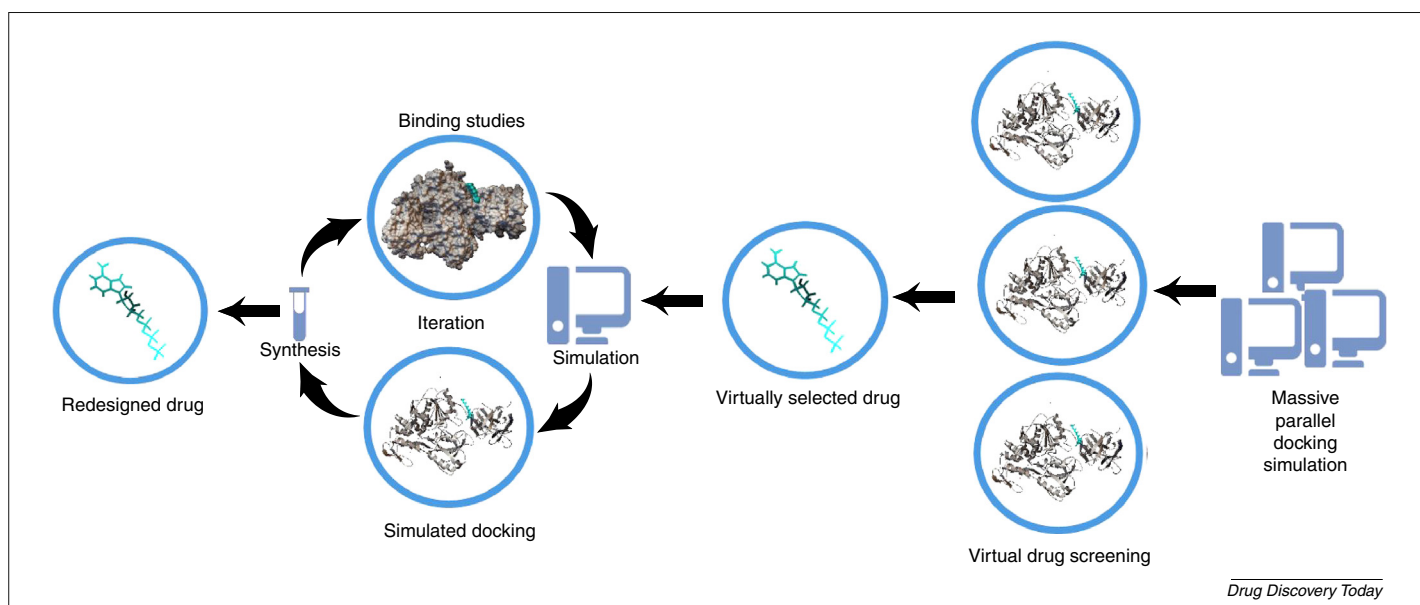 Binding studies
Iteration
Synthesis
Simulation
Redesigned drug
Simulated docking
Virtually selected drug
Virtual drug screening
Massive
parallel
docking
simulation
Drug Discovery Today